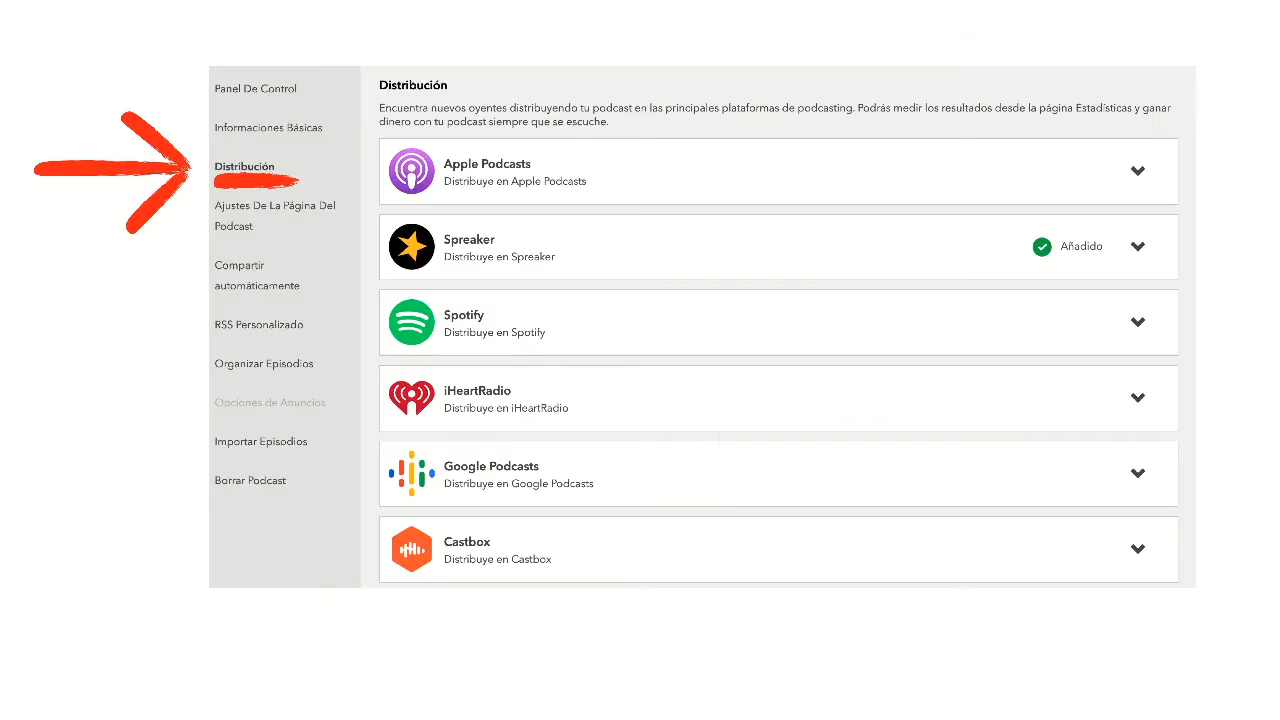 Panel De Control
Informaciones Básicas
Distribución
Ajustes De La Página Del
Podcast
Compartir
automáticamente
RSS Personalizado
Organizar Episodios
Opciones de Anuncios
Importar Episodios
Borrar Podcast
Distribución
Encuentra nuevos oyentes distribuyendo tu podcast en las principales plataformas de podcasting. Podrás medir los resultados desde la página Estadísticas y ganar
dinero con tu podcast siempre que se escuche.
Apple Podcasts
Distribuye en Apple Podcasts
Spreaker
Distribuye en Spreaker
Añadido
Spotify
Distribuye en Spotify
iHeartRadio
Distribuye en iHeartRadio
Google Podcasts
Distribuye en Google Podcasts
Castbox
Distribuye en Castbox